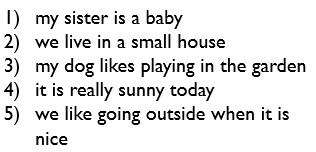 1) my sister is a baby
2) we live in a small house
3) my dog likes playing in the garden
4) it is really sunny today
5) we like going outside when it is
nice